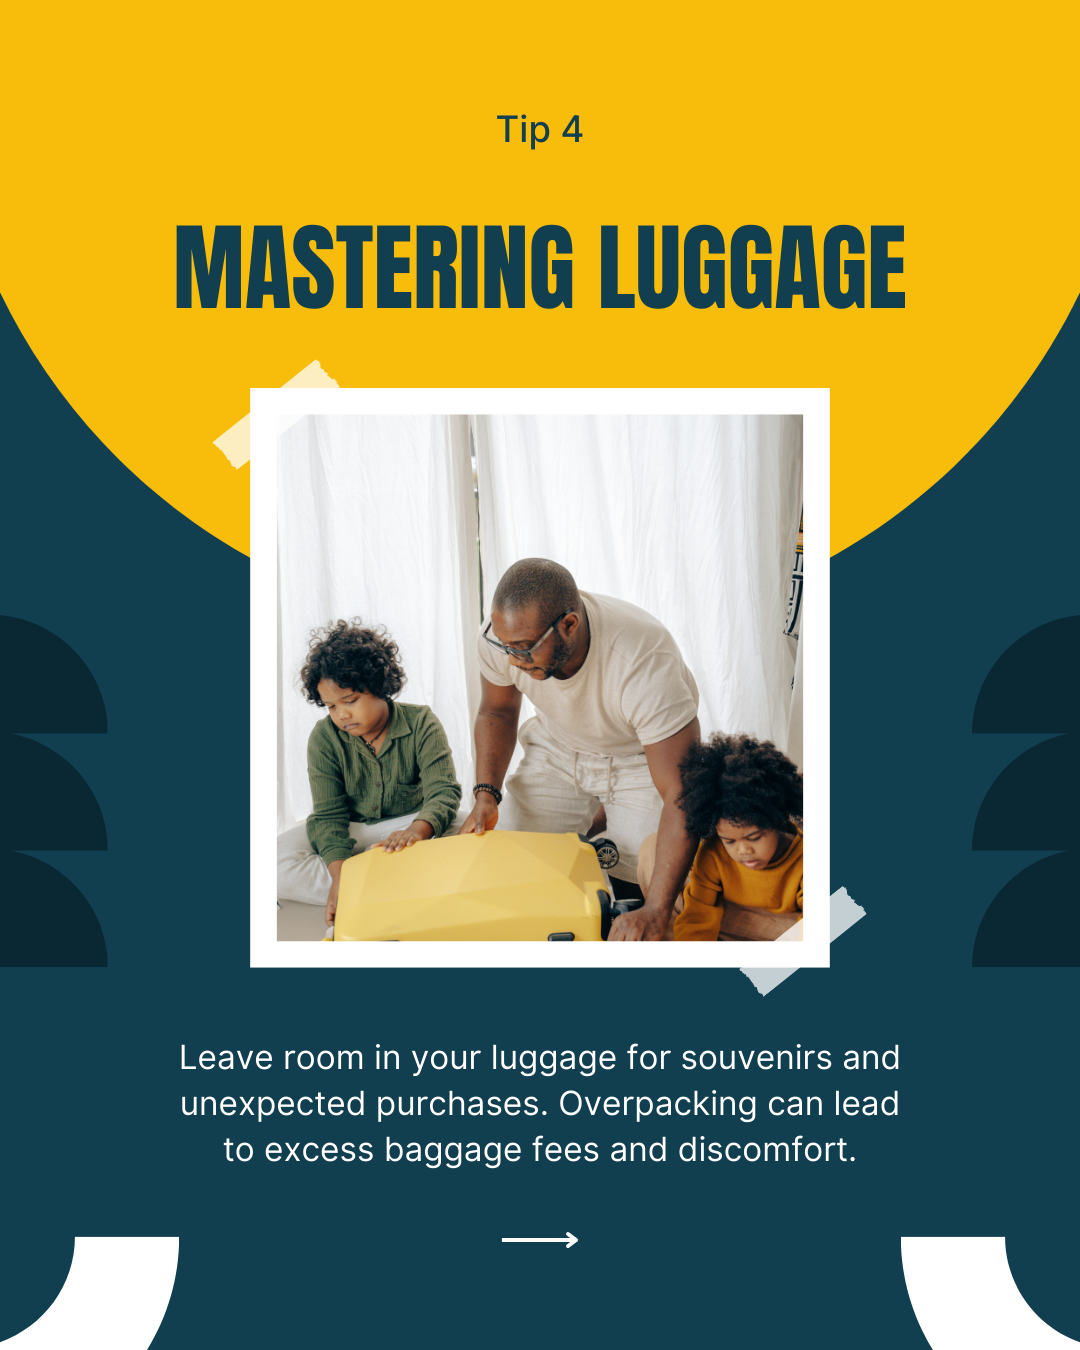 Tip 4
MASTERING LUGGAGE
Leave room in your luggage for souvenirs and
unexpected purchases. Overpacking can lead
to excess baggage fees and discomfort.